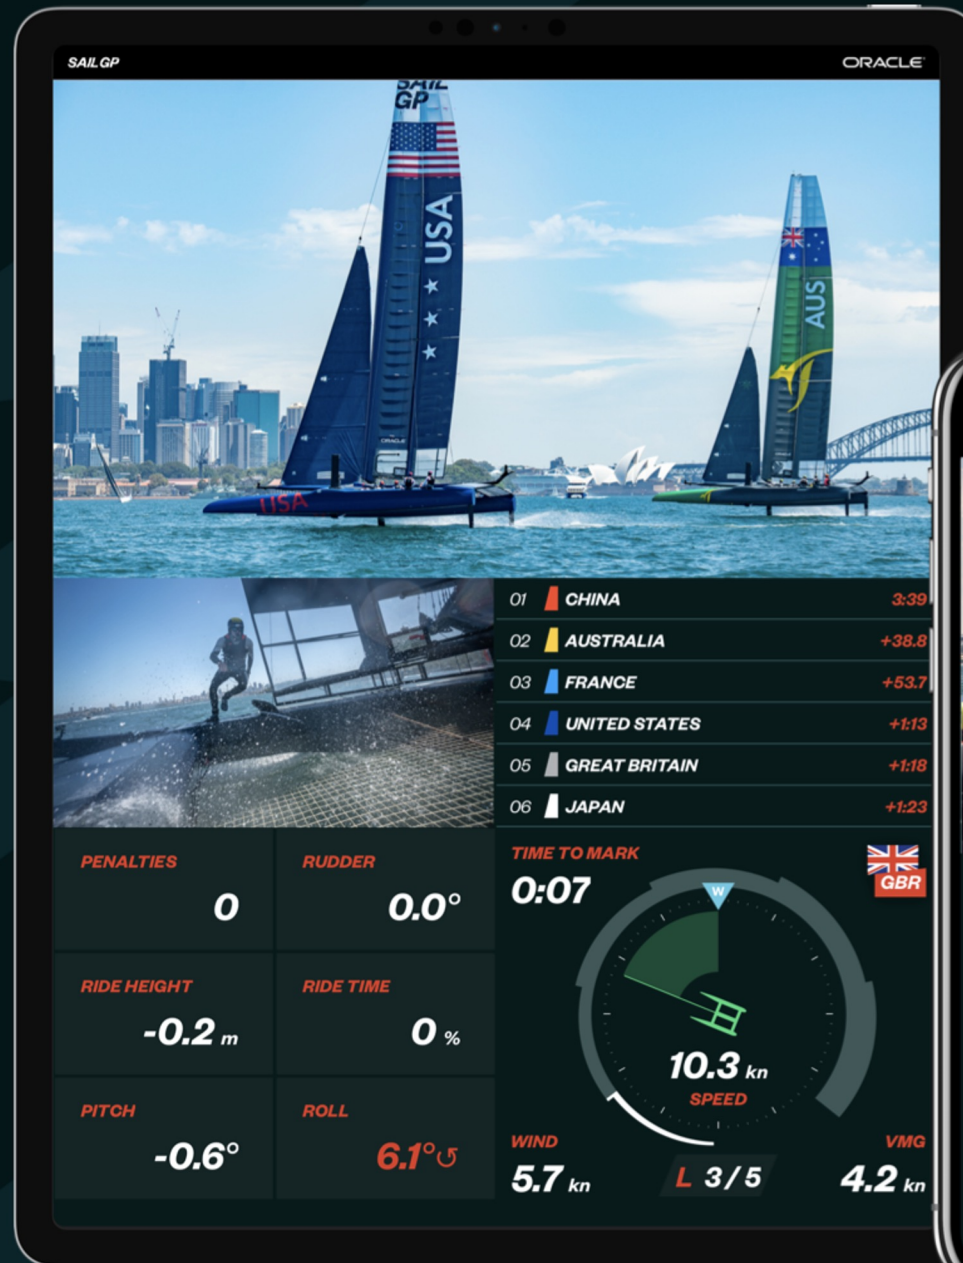 SAIL GP
ORACLE
SAIL
GP
USA
AUS
ORACLE
USA
01 CHINA 3:39
02 AUSTRALIA +38.8
03 FRANCE +53.7
04 UNITED STATES +1:13
05 GREAT BRITAIN +1:18
06 JAPAN +1:23
PENALTIES
0
RUDDER
0.0°
RIDE HEIGHT
-0.2 m
RIDE TIME
0 %
PITCH
-0.6°
ROLL
6.1°↺
TIME TO MARK
0:07
GBR
W
10.3 kn
SPEED
WIND
5.7 kn
L 3/5
VMG
4.2 kn